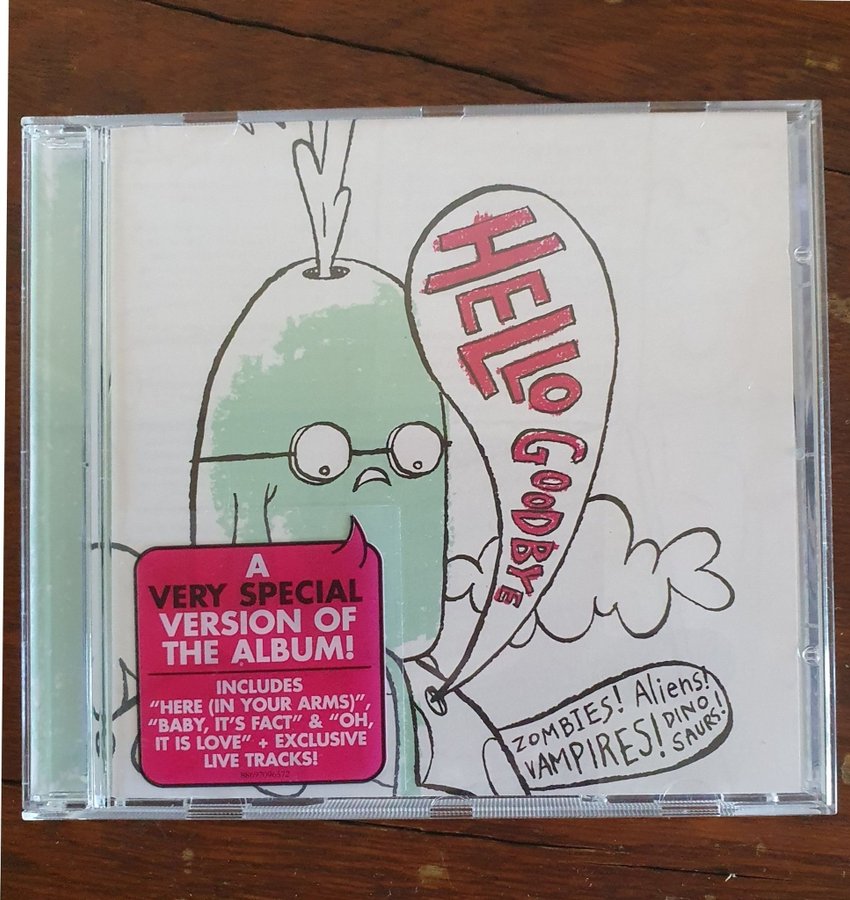 HELLO
GOODBYE
ZOMBIES! Aliens!
VAMPIRES! DINO
SAURS!
A
VERY SPECIAL
VERSION OF
THE ALBUM!
INCLUDES
"HERE (IN YOUR ARMS)",
"BABY, IT'S FACT" & "OH,
IT IS LOVE" + EXCLUSIVE
LIVE TRACKS!